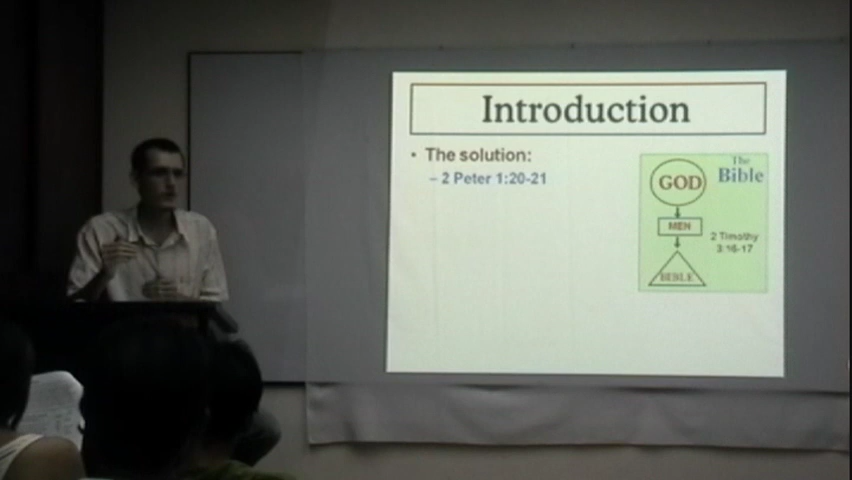 Introduction
• The solution:
– 2 Peter 1:20-21
The
Bible
GOD
MEN
2 Timothy
3:16-17
BIBLE